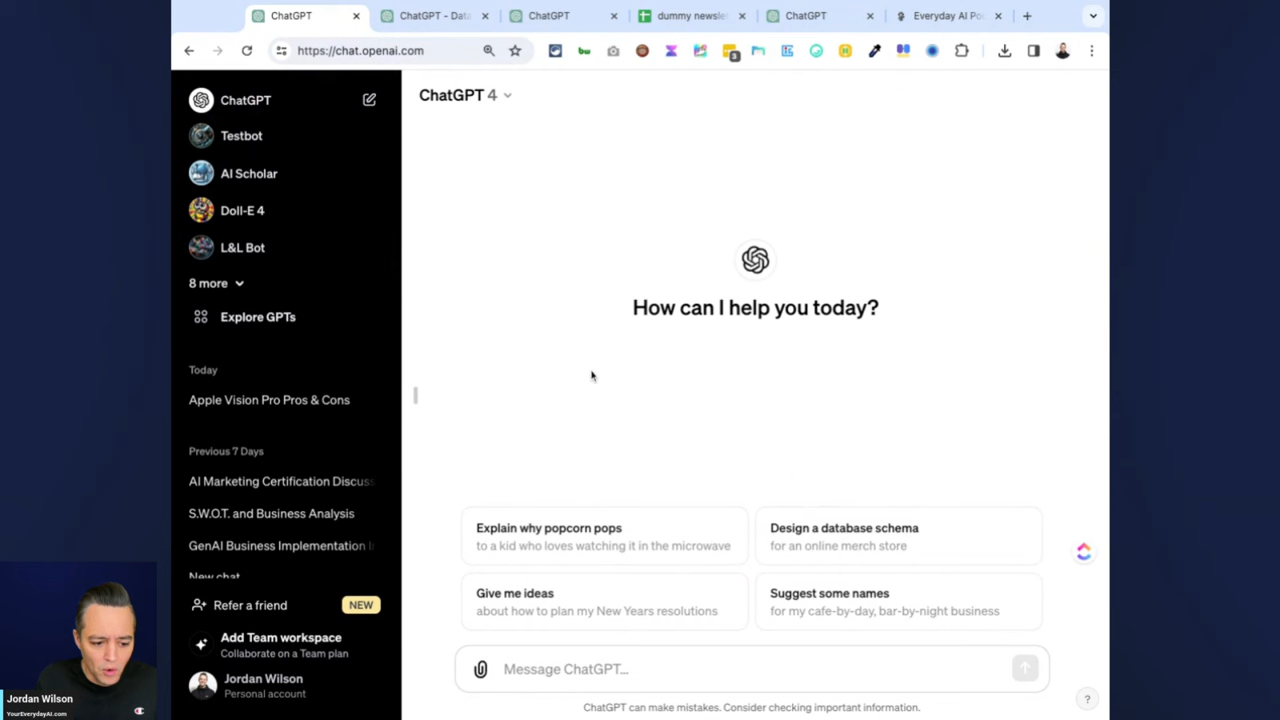 ChatGPT
ChatGPT - Data
ChatGPT
dummy newsle
ChatGPT
Everyday AI Po
https://chat.openai.com
3
ChatGPT
Testbot
AI Scholar
Doll-E 4
L&L Bot
8 more
Explore GPTs
Today
Apple Vision Pro Pros & Cons
Previous 7 Days
AI Marketing Certification Discuss
S.W.O.T. and Business Analysis
GenAI Business Implementation
New chat
Refer a friend
NEW
Add Team workspace
Collaborate on a Team plan
Jordan Wilson
Personal account
ChatGPT 4
How can I help you today?
Explain why popcorn pops
to a kid who loves watching it in the microwave
Design a database schema
for an online merch store
Give me ideas
about how to plan my New Years resolutions
Suggest some names
for my cafe-by-day, bar-by-night business
Message ChatGPT...
ChatGPT can make mistakes. Consider checking important information.
?
Jordan Wilson
YourEverydayAI.com